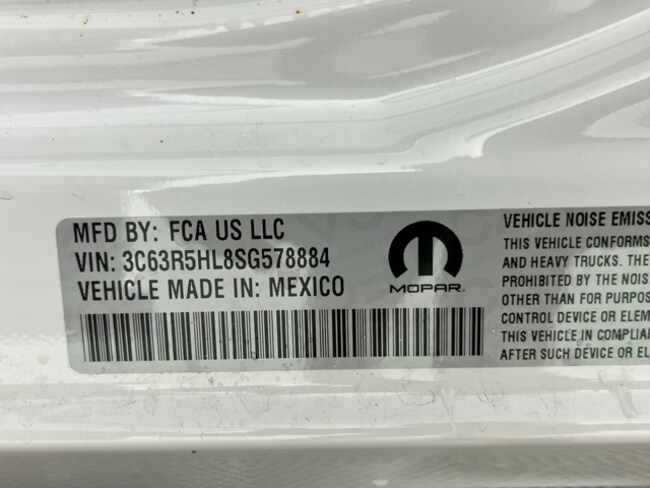 MFD BY: FCA US LLC
VIN: 3C63R5HL8SG578884
VEHICLE MADE IN: MEXICO
MOPAR
VEHICLE NOISE EMISS
THIS VEHICLE CONFORMS
AND HEAVY TRUCKS. THE
PROHIBITED BY THE NOIS
OTHER THAN FOR PURPOS
CONTROL DEVICE OR ELEM
THIS VEHICLE IN COMPLIAN
AFTER SUCH DEVICE OR EL